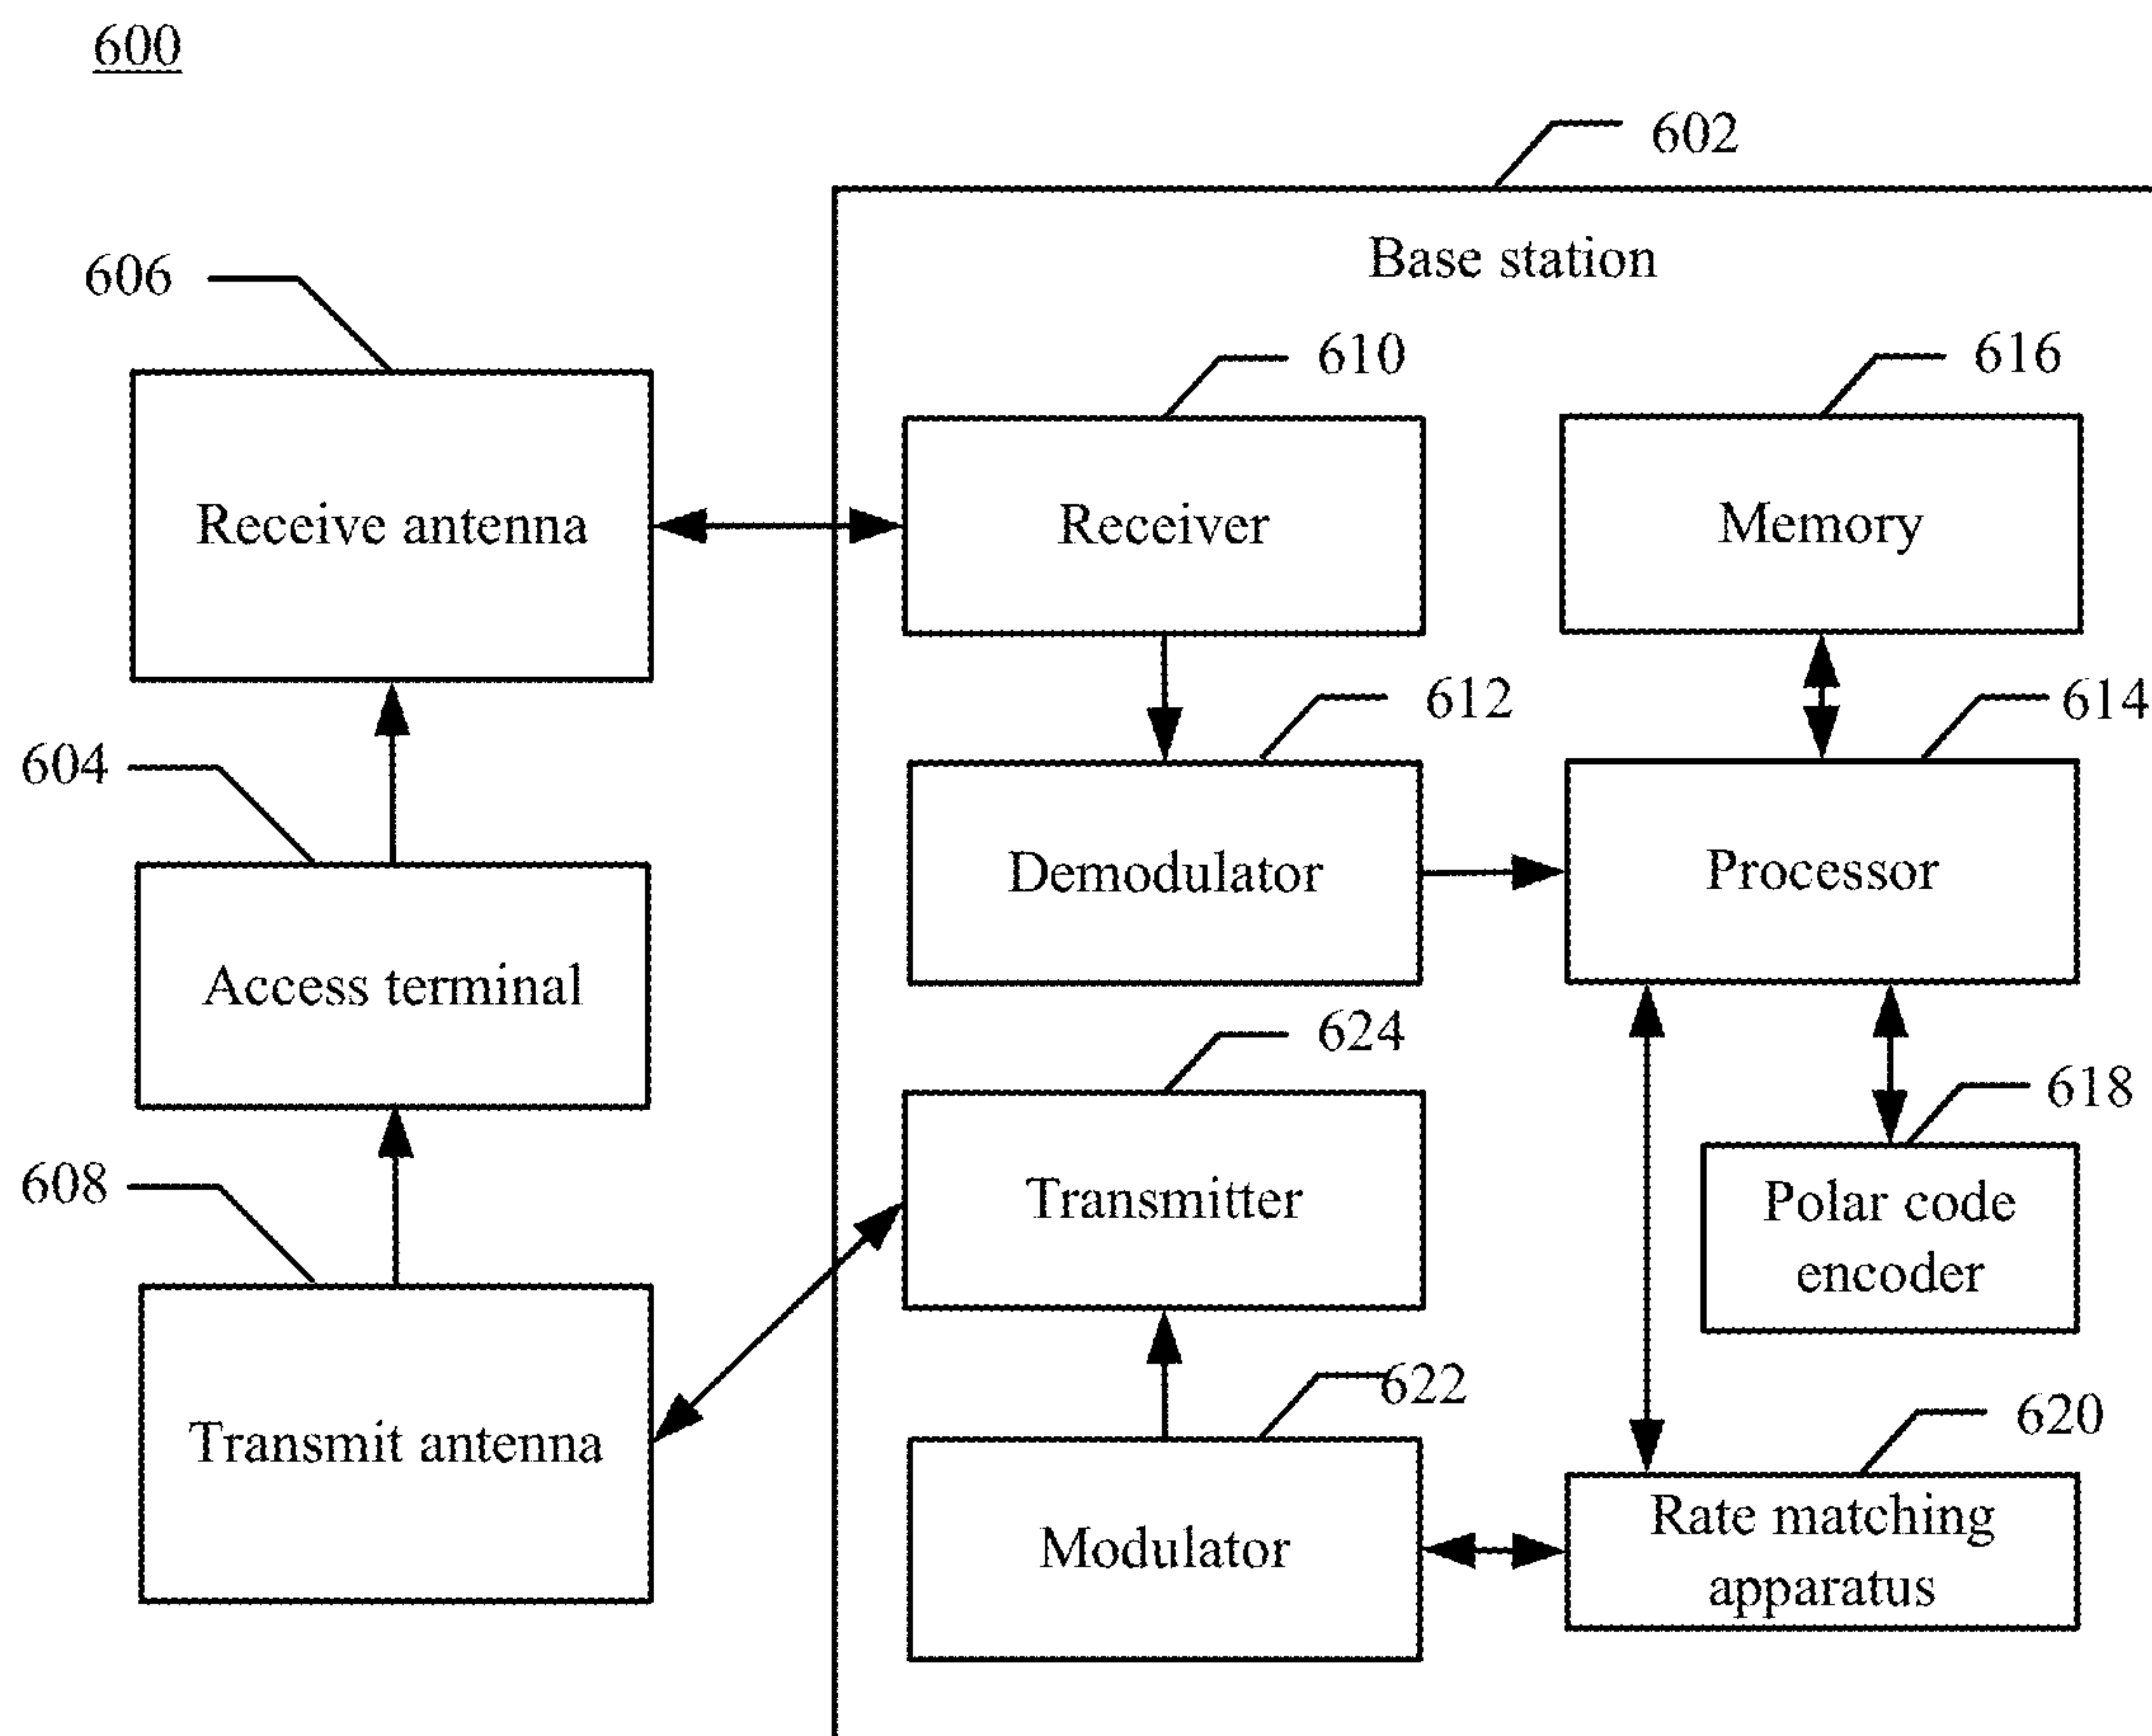 600
602
Base station
606
610
616
Receive antenna
Receiver
Memory
612
614
604
Demodulator
Processor
Access terminal
624
618
608
Transmitter
Polar code
encoder
622
620
Transmit antenna
Modulator
Rate matching
apparatus